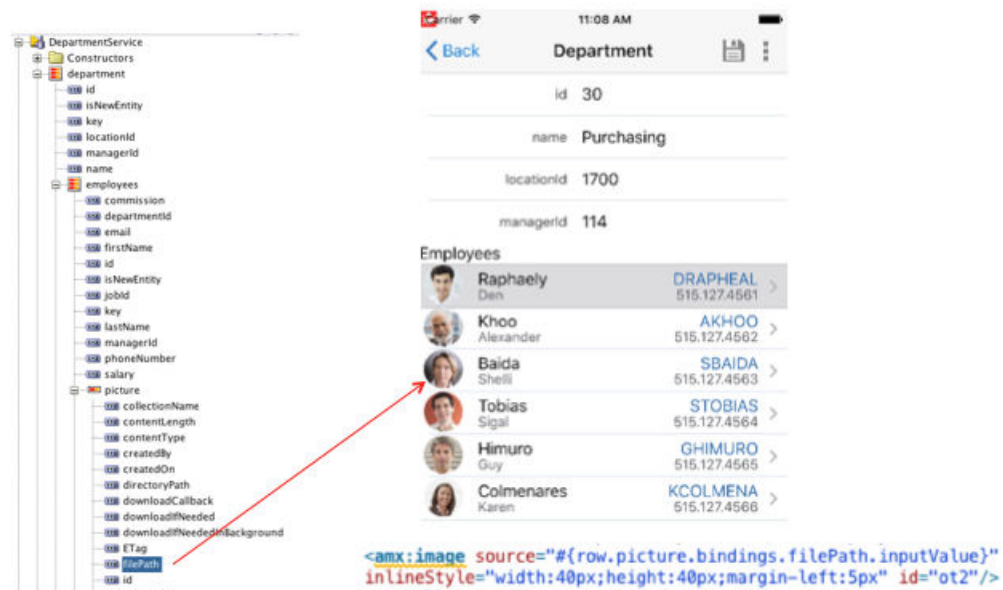 DepartmentService
Constructors
department
id
isNewEntity
key
locationId
managerId
name
employees
commission
departmentId
email
firstName
id
isNewEntity
jobId
key
lastName
managerId
phoneNumber
salary
picture
collectionName
contentLength
contentType
createdBy
createdOn
directoryPath
downloadCallback
downloadIfNeeded
downloadIfNeededInBackground
ETag
filePath
id
11:08 AM
Back Department
id 30
name Purchasing
locationId 1700
managerId 114
Employees
Raphaely DRAPHEAL
Den 515.127.4561
Khoo AKHOO
Alexander 515.127.4562
Baida SBAIDA
Shelli 515.127.4563
Tobias STOBIAS
Sigal 515.127.4564
Himuro GHIMURO
Guy 515.127.4565
Colmenares KCOLMENA
Karen 515.127.4566
<amx:image source="#{row.picture.bindings.filePath.inputValue}"
inlineStyle="width:40px;height:40px;margin-left:5px" id="ot2"/>